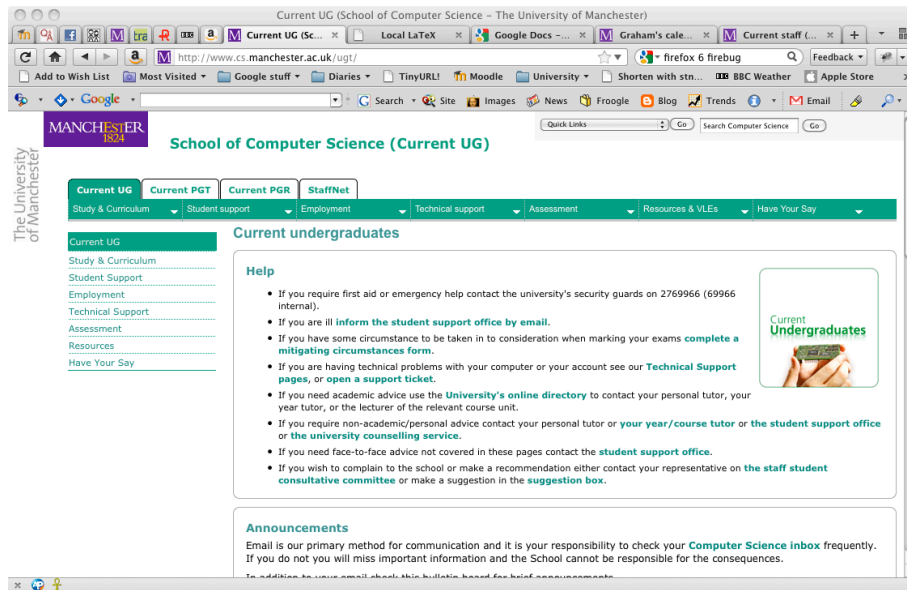 Current UG (School of Computer Science – The University of Manchester)
Current UG (Sc... × Local LaTeX × Google Docs – ... × Graham's cale... × Current staff (... × +
http://www.cs.manchester.ac.uk/ugt/ firefox 6 firebug Feedback ▾
Add to Wish List Most Visited ▾ Google stuff ▾ Diaries ▾ TinyURL! Moodle University ▾ Shorten with stn... BBC Weather Apple Store
Google Search Site Images News Froogle Blog Trends Email
MANCHESTER
1824
The University
of Manchester
School of Computer Science (Current UG)
Quick Links Go Search Computer Science Go
Current UG Current PGT Current PGR StaffNet
Study & Curriculum Student support Employment Technical support Assessment Resources & VLEs Have Your Say
Current UG
Study & Curriculum
Student Support
Employment
Technical Support
Assessment
Resources
Have Your Say
Current undergraduates
Help
• If you require first aid or emergency help contact the university's security guards on 2769966 (69966
internal).
• If you are ill inform the student support office by email.
• If you have some circumstance to be taken in to consideration when marking your exams complete a
mitigating circumstances form.
• If you are having technical problems with your computer or your account see our Technical Support
pages, or open a support ticket.
• If you need academic advice use the University's online directory to contact your personal tutor, your
year tutor, or the lecturer of the relevant course unit.
• If you require non-academic/personal advice contact your personal tutor or your year/course tutor or the student support office
or the university counselling service.
• If you need face-to-face advice not covered in these pages contact the student support office.
• If you wish to complain to the school or make a recommendation either contact your representative on the staff student
consultative committee or make a suggestion in the suggestion box.
Current
Undergraduates
Announcements
Email is our primary method for communication and it is your responsibility to check your Computer Science inbox frequently.
If you do not you will miss important information and the School cannot be responsible for the consequences.
In addition to your email check this bulletin board for brief announcements